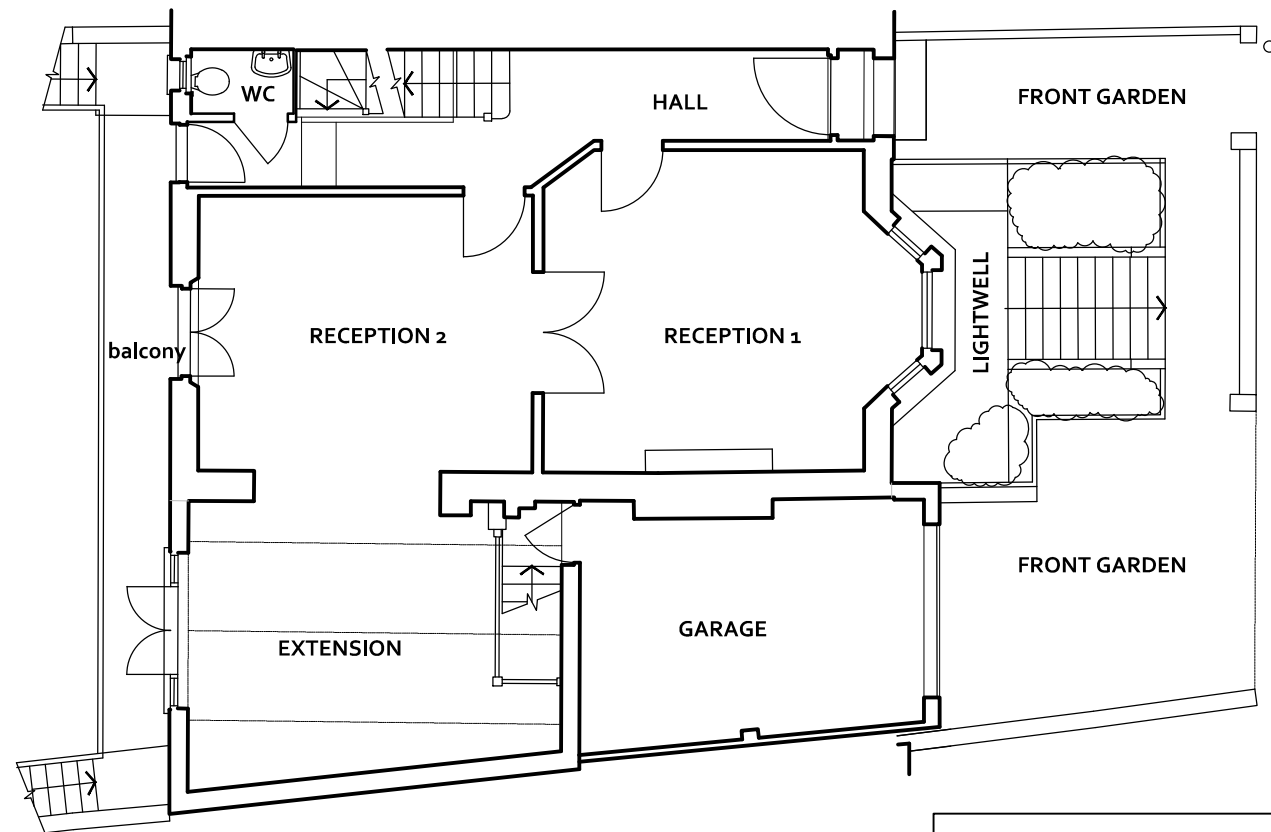 WC
HALL
FRONT GARDEN
RECEPTION 2
RECEPTION 1
LIGHTWELL
balcony
FRONT GARDEN
GARAGE
EXTENSION